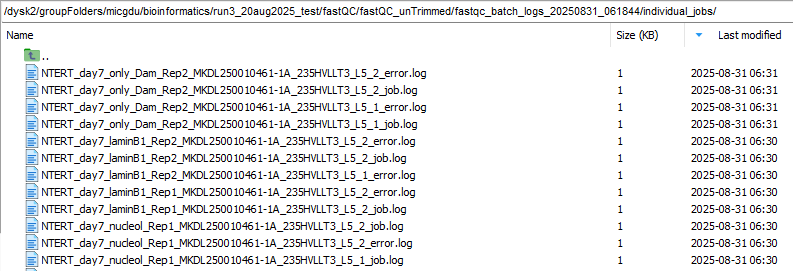 /dysk2/groupFolders/micgdu/bioinformatics/run3_20aug2025_test/fastQC/fastQC_unTrimmed/fastqc_batch_logs_20250831_061844/individual_jobs/
Name Size (KB) Last modified
..
NTERT_day7_only_Dam_Rep2_MKDL250010461-1A_235HVLLT3_L5_2_error.log 1 2025-08-31 06:31
NTERT_day7_only_Dam_Rep2_MKDL250010461-1A_235HVLLT3_L5_2_job.log 1 2025-08-31 06:31
NTERT_day7_only_Dam_Rep2_MKDL250010461-1A_235HVLLT3_L5_1_error.log 1 2025-08-31 06:31
NTERT_day7_only_Dam_Rep2_MKDL250010461-1A_235HVLLT3_L5_1_job.log 1 2025-08-31 06:31
NTERT_day7_laminB1_Rep2_MKDL250010461-1A_235HVLLT3_L5_2_error.log 1 2025-08-31 06:30
NTERT_day7_laminB1_Rep2_MKDL250010461-1A_235HVLLT3_L5_2_job.log 1 2025-08-31 06:30
NTERT_day7_laminB1_Rep2_MKDL250010461-1A_235HVLLT3_L5_1_error.log 1 2025-08-31 06:30
NTERT_day7_laminB1_Rep1_MKDL250010461-1A_235HVLLT3_L5_2_error.log 1 2025-08-31 06:30
NTERT_day7_laminB1_Rep1_MKDL250010461-1A_235HVLLT3_L5_2_job.log 1 2025-08-31 06:30
NTERT_day7_nucleol_Rep1_MKDL250010461-1A_235HVLLT3_L5_2_job.log 1 2025-08-31 06:30
NTERT_day7_nucleol_Rep1_MKDL250010461-1A_235HVLLT3_L5_2_error.log 1 2025-08-31 06:30
NTERT_day7_nucleol_Rep1_MKDL250010461-1A_235HVLLT3_L5_1_job.log 1 2025-08-31 06:30